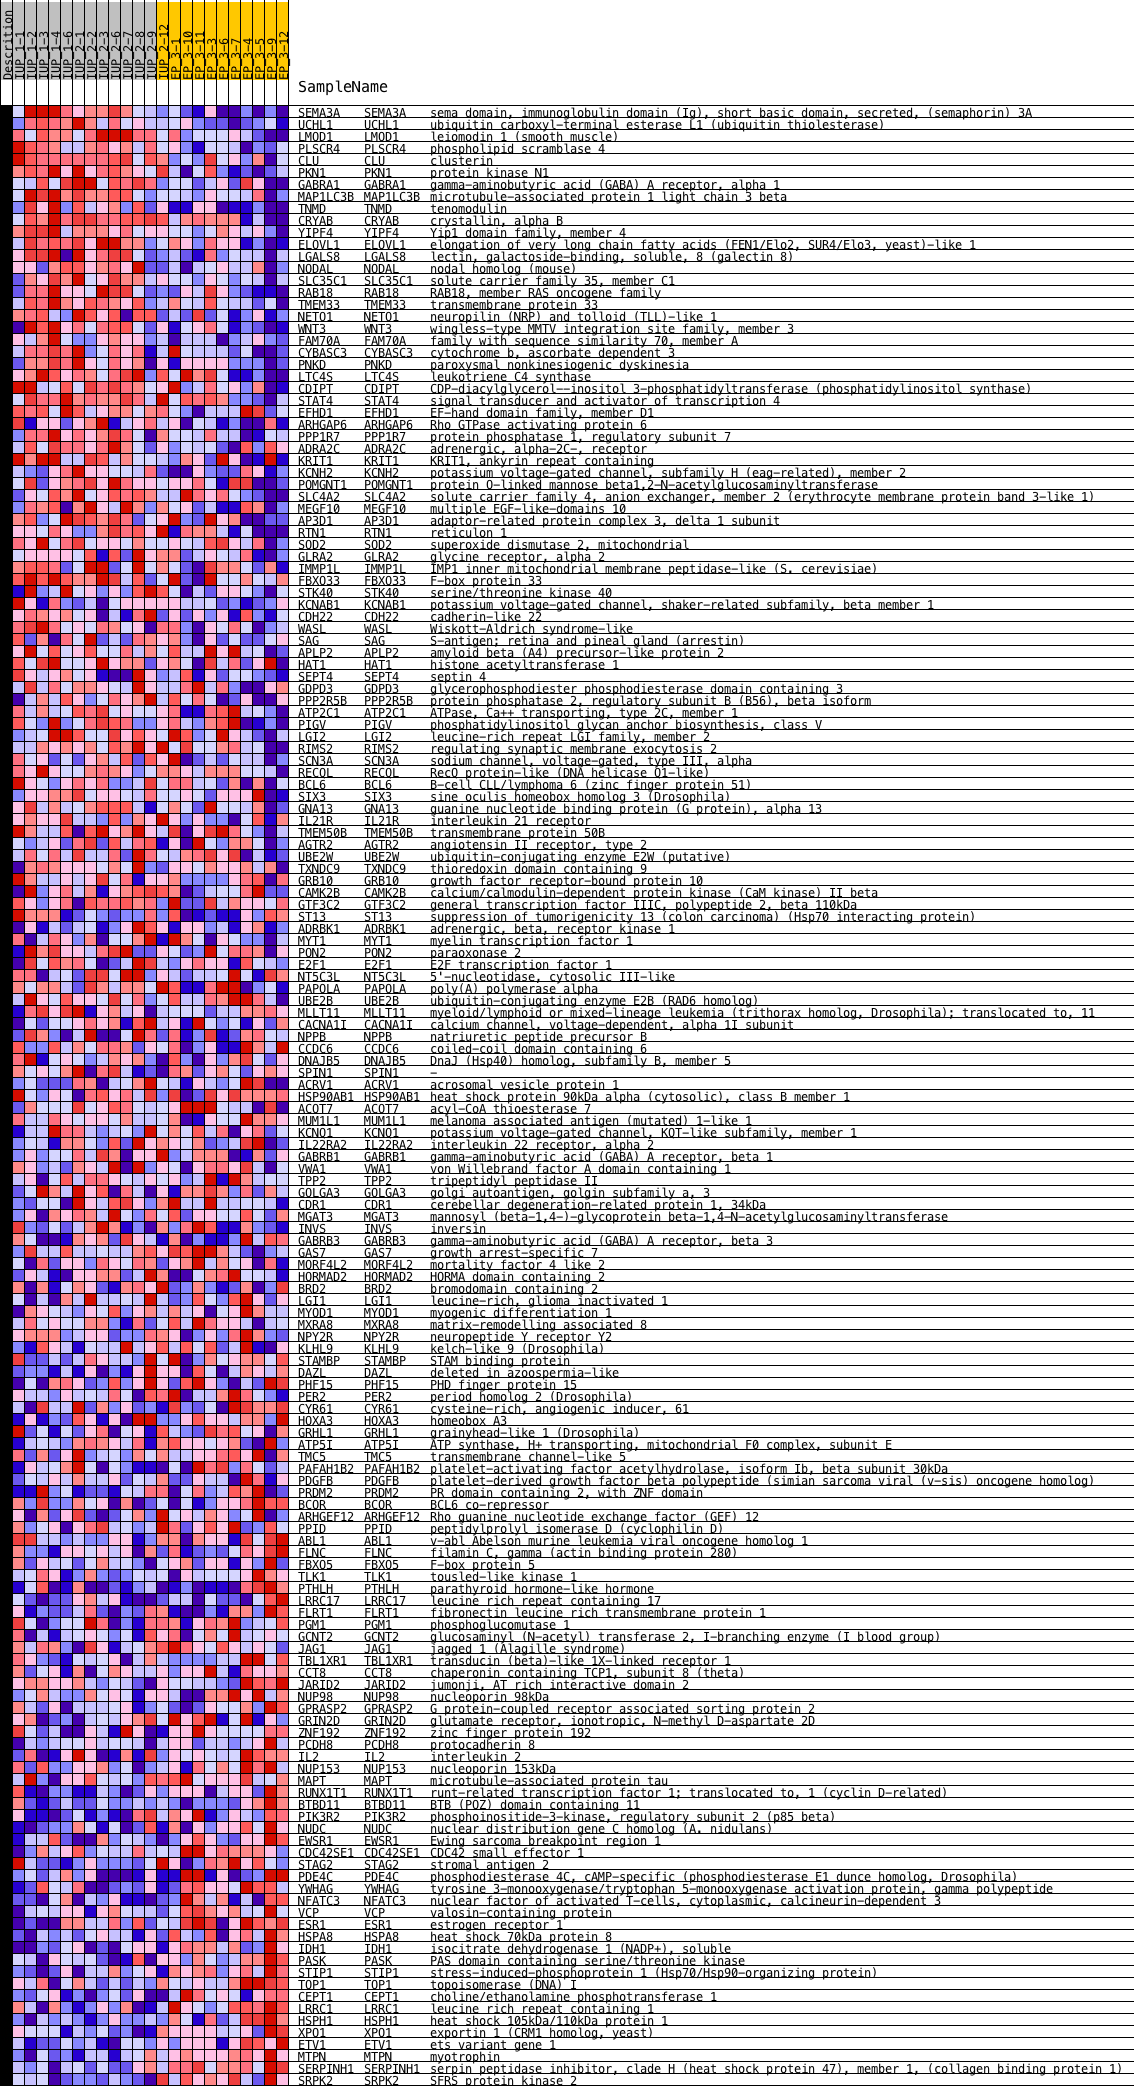 Descrition
IUP_1-1
IUP_1-2
IUP_1-3
IUP_1-4
IUP_1-6
IUP_2-1
IUP_2-2
IUP_2-3
IUP_2-6
IUP_2-7
IUP_2-8
IUP_2-9
IUP_2-12
EP_3-1
EP_3-10
EP_3-11
EP_3-3
EP_3-6
EP_3-7
EP_3-4
EP_3-5
EP_3-9
EP_3-12
SampleName
SEMA3A SEMA3A sema domain, immunoglobulin domain (Ig), short basic domain, secreted, (semaphorin) 3A
UCHL1 UCHL1 ubiquitin carboxyl-terminal esterase L1 (ubiquitin thiolesterase)
LMOD1 LMOD1 leiomodin 1 (smooth muscle)
PLSCR4 PLSCR4 phospholipid scramblase 4
CLU CLU clusterin
PKN1 PKN1 protein kinase N1
GABRA1 GABRA1 gamma-aminobutyric acid (GABA) A receptor, alpha 1
MAP1LC3B MAP1LC3B microtubule-associated protein 1 light chain 3 beta
TNMD TNMD tenomodulin
CRYAB CRYAB crystallin, alpha B
YIPF4 YIPF4 Yip1 domain family, member 4
ELOVL1 ELOVL1 elongation of very long chain fatty acids (FEN1/Elo2, SUR4/Elo3, yeast)-like 1
LGALS8 LGALS8 lectin, galactoside-binding, soluble, 8 (galectin 8)
NODAL NODAL nodal homolog (mouse)
SLC35C1 SLC35C1 solute carrier family 35, member C1
RAB18 RAB18 RAB18, member RAS oncogene family
TMEM33 TMEM33 transmembrane protein 33
NETO1 NETO1 neuropilin (NRP) and tolloid (TLL)-like 1
WNT3 WNT3 wingless-type MMTV integration site family, member 3
FAM70A FAM70A family with sequence similarity 70, member A
CYBASC3 CYBASC3 cytochrome b, ascorbate dependent 3
PNKD PNKD paroxysmal nonkinesiogenic dyskinesia
LTC4S LTC4S leukotriene C4 synthase
CDIPT CDIPT CDP-diacylglycerol--inositol 3-phosphatidyltransferase (phosphatidylinositol synthase)
STAT4 STAT4 signal transducer and activator of transcription 4
EFHD1 EFHD1 EF-hand domain family, member D1
ARHGAP6 ARHGAP6 Rho GTPase activating protein 6
PPP1R7 PPP1R7 protein phosphatase 1, regulatory subunit 7
ADRA2C ADRA2C adrenergic, alpha-2C-, receptor
KRIT1 KRIT1 KRIT1, ankyrin repeat containing
KCNH2 KCNH2 potassium voltage-gated channel, subfamily H (eag-related), member 2
POMGNT1 POMGNT1 protein O-linked mannose beta1,2-N-acetylglucosaminyltransferase
SLC4A2 SLC4A2 solute carrier family 4, anion exchanger, member 2 (erythrocyte membrane protein band 3-like 1)
MEGF10 MEGF10 multiple EGF-like-domains 10
AP3D1 AP3D1 adaptor-related protein complex 3, delta 1 subunit
RTN1 RTN1 reticulon 1
SOD2 SOD2 superoxide dismutase 2, mitochondrial
GLRA2 GLRA2 glycine receptor, alpha 2
IMMP1L IMMP1L IMP1 inner mitochondrial membrane peptidase-like (S. cerevisiae)
FBXO33 FBXO33 F-box protein 33
STK40 STK40 serine/threonine kinase 40
KCNAB1 KCNAB1 potassium voltage-gated channel, shaker-related subfamily, beta member 1
CDH22 CDH22 cadherin-like 22
WASL WASL Wiskott-Aldrich syndrome-like
SAG SAG S-antigen; retina and pineal gland (arrestin)
APLP2 APLP2 amyloid beta (A4) precursor-like protein 2
HAT1 HAT1 histone acetyltransferase 1
SEPT4 SEPT4 septin 4
GDPD3 GDPD3 glycerophosphodiester phosphodiesterase domain containing 3
PPP2R5B PPP2R5B protein phosphatase 2, regulatory subunit B (B56), beta isoform
ATP2C1 ATP2C1 ATPase, Ca++ transporting, type 2C, member 1
PIGV PIGV phosphatidylinositol glycan anchor biosynthesis, class V
LGI2 LGI2 leucine-rich repeat LGI family, member 2
RIMS2 RIMS2 regulating synaptic membrane exocytosis 2
SCN3A SCN3A sodium channel, voltage-gated, type III, alpha
RECQL RECQL RecQ protein-like (DNA helicase Q1-like)
BCL6 BCL6 B-cell CLL/lymphoma 6 (zinc finger protein 51)
SIX3 SIX3 sine oculis homeobox homolog 3 (Drosophila)
GNA13 GNA13 guanine nucleotide binding protein (G protein), alpha 13
IL21R IL21R interleukin 21 receptor
TMEM50B TMEM50B transmembrane protein 50B
AGTR2 AGTR2 angiotensin II receptor, type 2
UBE2W UBE2W ubiquitin-conjugating enzyme E2W (putative)
TXNDC9 TXNDC9 thioredoxin domain containing 9
GRB10 GRB10 growth factor receptor-bound protein 10
CAMK2B CAMK2B calcium/calmodulin-dependent protein kinase (CaM kinase) II beta
GTF3C2 GTF3C2 general transcription factor IIIC, polypeptide 2, beta 110kDa
ST13 ST13 suppression of tumorigenicity 13 (colon carcinoma) (Hsp70 interacting protein)
ADRBK1 ADRBK1 adrenergic, beta, receptor kinase 1
MYT1 MYT1 myelin transcription factor 1
PON2 PON2 paraoxonase 2
E2F1 E2F1 E2F transcription factor 1
NT5C3L NT5C3L 5'-nucleotidase, cytosolic III-like
PAPOLA PAPOLA poly(A) polymerase alpha
UBE2B UBE2B ubiquitin-conjugating enzyme E2B (RAD6 homolog)
MLLT11 MLLT11 myeloid/lymphoid or mixed-lineage leukemia (trithorax homolog, Drosophila); translocated to, 11
CACNA1I CACNA1I calcium channel, voltage-dependent, alpha 1I subunit
NPPB NPPB natriuretic peptide precursor B
CCDC6 CCDC6 coiled-coil domain containing 6
DNAJB5 DNAJB5 DnaJ (Hsp40) homolog, subfamily B, member 5
SPIN1 SPIN1 -
ACRV1 ACRV1 acrosomal vesicle protein 1
HSP90AB1 HSP90AB1 heat shock protein 90kDa alpha (cytosolic), class B member 1
ACOT7 ACOT7 acyl-CoA thioesterase 7
MUM1L1 MUM1L1 melanoma associated antigen (mutated) 1-like 1
KCNQ1 KCNQ1 potassium voltage-gated channel, KQT-like subfamily, member 1
IL22RA2 IL22RA2 interleukin 22 receptor, alpha 2
GABRB1 GABRB1 gamma-aminobutyric acid (GABA) A receptor, beta 1
VWA1 VWA1 von Willebrand factor A domain containing 1
TPP2 TPP2 tripeptidyl peptidase II
GOLGA3 GOLGA3 golgi autoantigen, golgin subfamily a, 3
CDR1 CDR1 cerebellar degeneration-related protein 1, 34kDa
MGAT3 MGAT3 mannosyl (beta-1,4-)-glycoprotein beta-1,4-N-acetylglucosaminyltransferase
INVS INVS inversin
GABRB3 GABRB3 gamma-aminobutyric acid (GABA) A receptor, beta 3
GAS7 GAS7 growth arrest-specific 7
MORF4L2 MORF4L2 mortality factor 4 like 2
HORMAD2 HORMAD2 HORMA domain containing 2
BRD2 BRD2 bromodomain containing 2
LGI1 LGI1 leucine-rich, glioma inactivated 1
MYOD1 MYOD1 myogenic differentiation 1
MXRA8 MXRA8 matrix-remodelling associated 8
NPY2R NPY2R neuropeptide Y receptor Y2
KLHL9 KLHL9 kelch-like 9 (Drosophila)
STAMBP STAMBP STAM binding protein
DAZL DAZL deleted in azoospermia-like
PHF15 PHF15 PHD finger protein 15
PER2 PER2 period homolog 2 (Drosophila)
CYR61 CYR61 cysteine-rich, angiogenic inducer, 61
HOXA3 HOXA3 homeobox A3
GRHL1 GRHL1 grainyhead-like 1 (Drosophila)
ATP5I ATP5I ATP synthase, H+ transporting, mitochondrial F0 complex, subunit E
TMC5 TMC5 transmembrane channel-like 5
PAFAH1B2 PAFAH1B2 platelet-activating factor acetylhydrolase, isoform Ib, beta subunit 30kDa
PDGFB PDGFB platelet-derived growth factor beta polypeptide (simian sarcoma viral (v-sis) oncogene homolog)
PRDM2 PRDM2 PR domain containing 2, with ZNF domain
BCOR BCOR BCL6 co-repressor
ARHGEF12 ARHGEF12 Rho guanine nucleotide exchange factor (GEF) 12
PPID PPID peptidylprolyl isomerase D (cyclophilin D)
ABL1 ABL1 v-abl Abelson murine leukemia viral oncogene homolog 1
FLNC FLNC filamin C, gamma (actin binding protein 280)
FBXO5 FBXO5 F-box protein 5
TLK1 TLK1 tousled-like kinase 1
PTHLH PTHLH parathyroid hormone-like hormone
LRRC17 LRRC17 leucine rich repeat containing 17
FLRT1 FLRT1 fibronectin leucine rich transmembrane protein 1
PGM1 PGM1 phosphoglucomutase 1
GCNT2 GCNT2 glucosaminyl (N-acetyl) transferase 2, I-branching enzyme (I blood group)
JAG1 JAG1 jagged 1 (Alagille syndrome)
TBL1XR1 TBL1XR1 transducin (beta)-like 1X-linked receptor 1
CCT8 CCT8 chaperonin containing TCP1, subunit 8 (theta)
JARID2 JARID2 jumonji, AT rich interactive domain 2
NUP98 NUP98 nucleoporin 98kDa
GPRASP2 GPRASP2 G protein-coupled receptor associated sorting protein 2
GRIN2D GRIN2D glutamate receptor, ionotropic, N-methyl D-aspartate 2D
ZNF192 ZNF192 zinc finger protein 192
PCDH8 PCDH8 protocadherin 8
IL2 IL2 interleukin 2
NUP153 NUP153 nucleoporin 153kDa
MAPT MAPT microtubule-associated protein tau
RUNX1T1 RUNX1T1 runt-related transcription factor 1; translocated to, 1 (cyclin D-related)
BTBD11 BTBD11 BTB (POZ) domain containing 11
PIK3R2 PIK3R2 phosphoinositide-3-kinase, regulatory subunit 2 (p85 beta)
NUDC NUDC nuclear distribution gene C homolog (A. nidulans)
EWSR1 EWSR1 Ewing sarcoma breakpoint region 1
CDC42SE1 CDC42SE1 CDC42 small effector 1
STAG2 STAG2 stromal antigen 2
PDE4C PDE4C phosphodiesterase 4C, cAMP-specific (phosphodiesterase E1 dunce homolog, Drosophila)
YWHAG YWHAG tyrosine 3-monooxygenase/tryptophan 5-monooxygenase activation protein, gamma polypeptide
NFATC3 NFATC3 nuclear factor of activated T-cells, cytoplasmic, calcineurin-dependent 3
VCP VCP valosin-containing protein
ESR1 ESR1 estrogen receptor 1
HSPA8 HSPA8 heat shock 70kDa protein 8
IDH1 IDH1 isocitrate dehydrogenase 1 (NADP+), soluble
PASK PASK PAS domain containing serine/threonine kinase
STIP1 STIP1 stress-induced-phosphoprotein 1 (Hsp70/Hsp90-organizing protein)
TOP1 TOP1 topoisomerase (DNA) I
CEPT1 CEPT1 choline/ethanolamine phosphotransferase 1
LRRC1 LRRC1 leucine rich repeat containing 1
HSPH1 HSPH1 heat shock 105kDa/110kDa protein 1
XPO1 XPO1 exportin 1 (CRM1 homolog, yeast)
ETV1 ETV1 ets variant gene 1
MTPN MTPN myotrophin
SERPINH1 SERPINH1 serpin peptidase inhibitor, clade H (heat shock protein 47), member 1, (collagen binding protein 1)
SRPK2 SRPK2 SFRS protein kinase 2